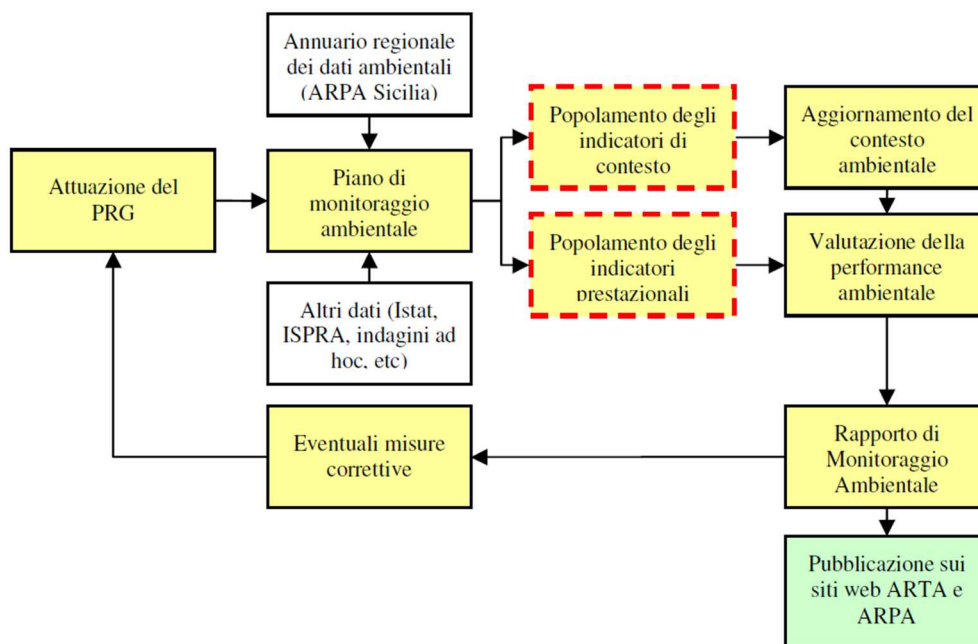 Annuario regionale
dei dati ambientali
(ARPA Sicilia)
Popolamento degli
indicatori di
contesto
Aggiornamento del
contesto
ambientale
Attuazione del
PRG
Piano di
monitoraggio
ambientale
Popolamento degli
indicatori
prestazionali
Valutazione della
performance
ambientale
Altri dati (Istat,
ISPRA, indagini ad
hoc, etc)
Eventuali misure
correttive
Rapporto di
Monitoraggio
Ambientale
Pubblicazione sui
siti web ARTA e
ARPA